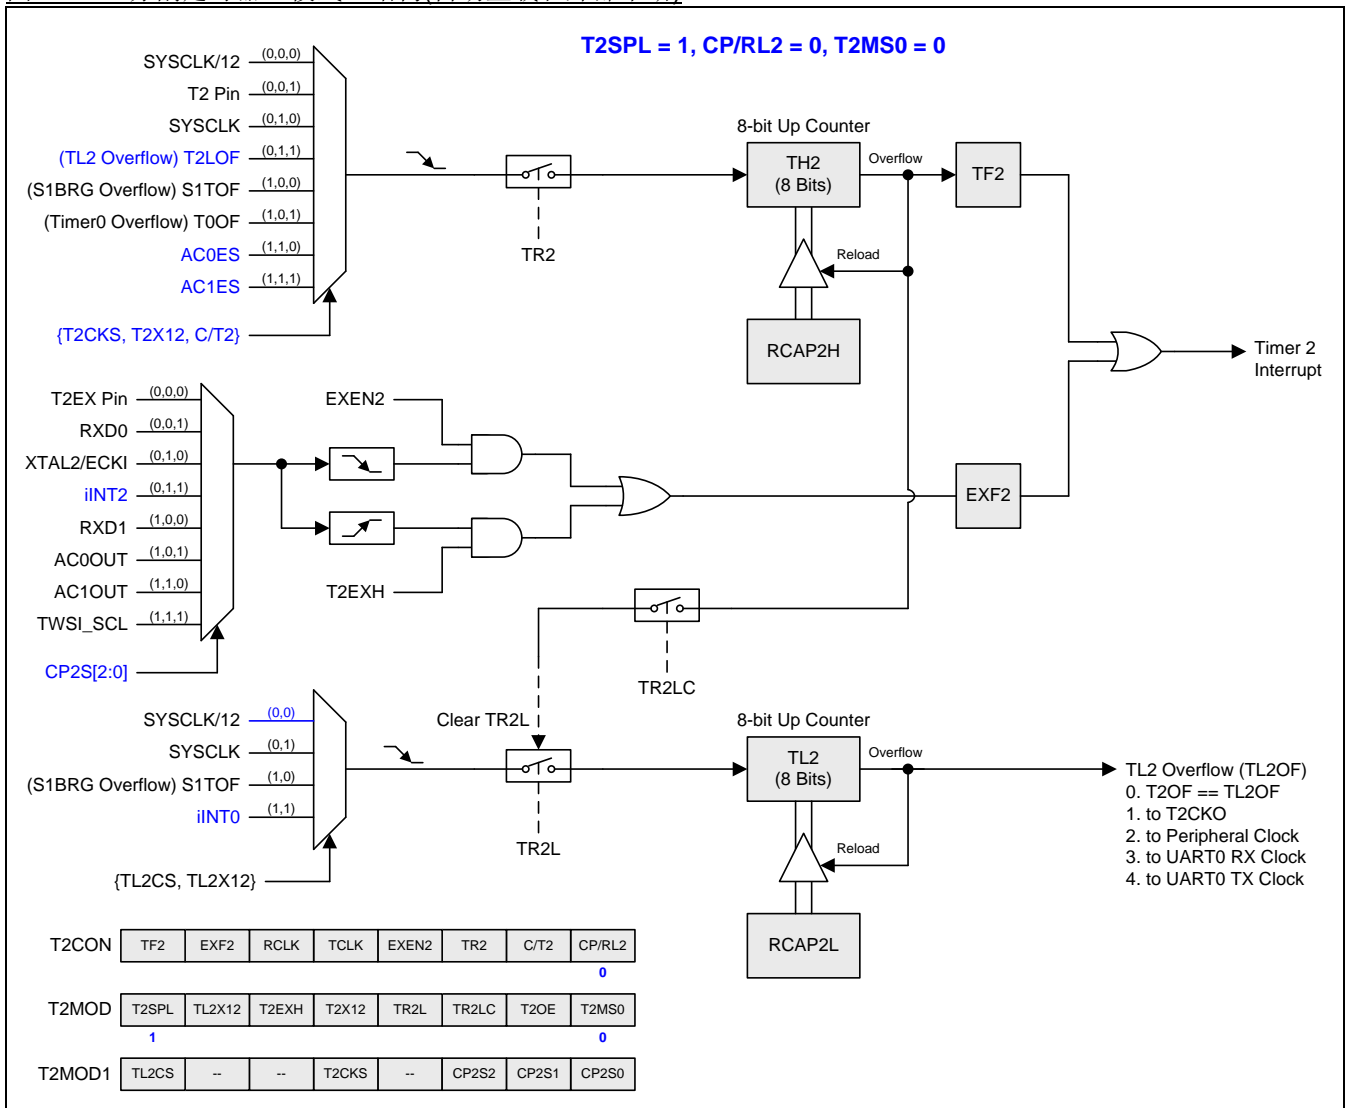 T2SPL = 1, CP/RL2 = 0, T2MS0 = 0
SYSCLK/12 (0,0,0)
T2 Pin (0,0,1)
SYSCLK (0,1,0)
(TL2 Overflow) T2LOF (0,1,1)
(S1BRG Overflow) S1TOF (1,0,0)
(Timer0 Overflow) T0OF (1,0,1)
AC0ES (1,1,0)
AC1ES (1,1,1)
{T2CKS, T2X12, C/T2}
TR2
8-bit Up Counter
TH2
(8 Bits)
Overflow
TF2
Reload
RCAP2H
Timer 2
Interrupt
T2EX Pin (0,0,0)
RXD0 (0,0,1)
XTAL2/ECKI (0,1,0)
iINT2 (0,1,1)
RXD1 (1,0,0)
AC0OUT (1,0,1)
AC1OUT (1,1,0)
TWSI_SCL (1,1,1)
CP2S[2:0]
EXEN2
T2EXH
EXF2
TR2LC
SYSCLK/12 (0,0)
SYSCLK (0,1)
(S1BRG Overflow) S1TOF (1,0)
iINT0 (1,1)
{TL2CS, TL2X12}
Clear TR2L
TR2L
8-bit Up Counter
TL2
(8 Bits)
Overflow
Reload
RCAP2L
TL2 Overflow (TL2OF)
0. T2OF == TL2OF
1. to T2CKO
2. to Peripheral Clock
3. to UART0 RX Clock
4. to UART0 TX Clock
T2CON TF2 EXF2 RCLK TCLK EXEN2 TR2 C/T2 CP/RL2
0
T2MOD T2SPL TL2X12 T2EXH T2X12 TR2L TR2LC T2OE T2MS0
1 0
T2MOD1 TL2CS -- -- T2CKS -- CP2S2 CP2S1 CP2S0